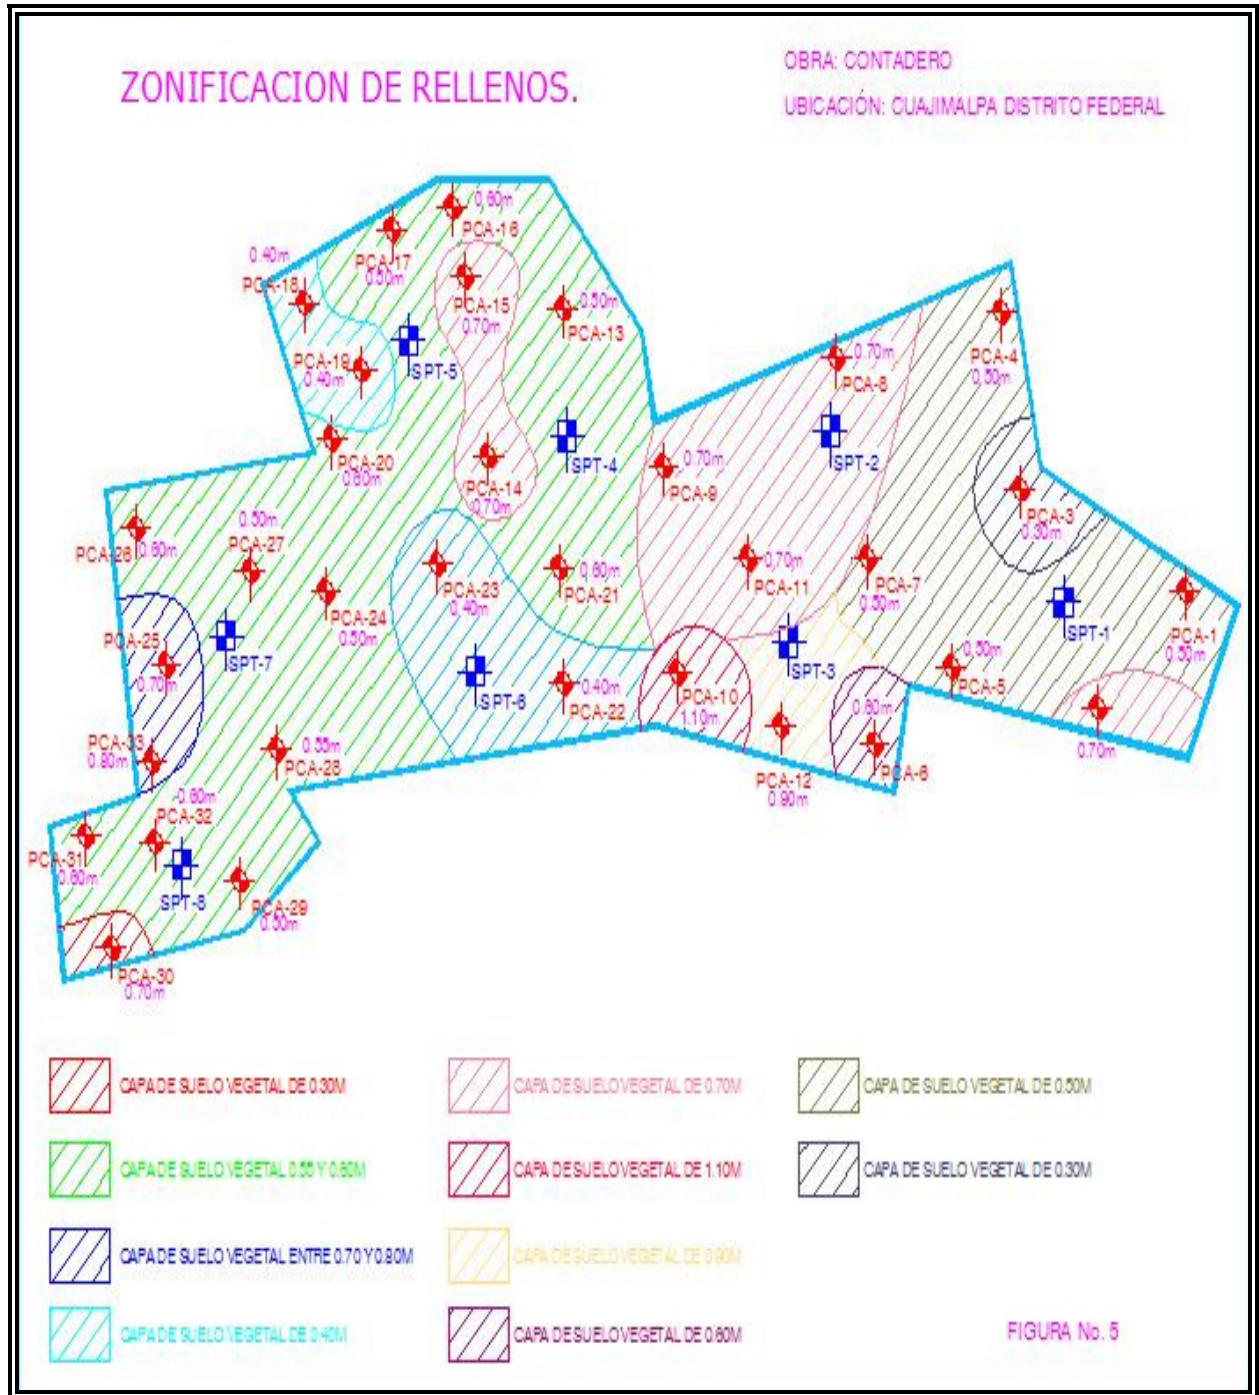 ZONIFICACION DE RELLENOS.
OBRA: CONTADERO
UBICACIÓN: CUAJIMALPA DISTRITO FEDERAL
0.60m
PCA-16
PCA-17
0.50m
0.40m
PCA-18
PCA-15
0.70m
0.50m
PCA-13
PCA-19
0.40m
SPT-5
PCA-4
0.50m
0.70m
PCA-8
PCA-20
0.60m
SPT-4
SPT-2
PCA-14
0.70m
0.70m
PCA-9
PCA-3
0.30m
PCA-26
0.60m
0.50m
PCA-27
PCA-23
0.40m
0.60m
PCA-21
0.70m
PCA-11
PCA-7
0.50m
PCA-24
0.50m
SPT-1
PCA-1
0.50m
PCA-25
0.70m
SPT-7
SPT-6
0.40m
PCA-22
PCA-10
1.10m
SPT-3
0.50m
PCA-5
0.60m
PCA-6
0.70m
PCA-33
0.80m
0.55m
PCA-28
PCA-12
0.90m
0.60m
PCA-32
PCA-31
0.60m
SPT-8
PCA-29
0.50m
PCA-30
0.70m
CAPA DE SUELO VEGETAL DE 0.30M
CAPA DE SUELO VEGETAL DE 0.70M
CAPA DE SUELO VEGETAL DE 0.50M
CAPA DE SUELO VEGETAL 0.55 Y 0.60M
CAPA DE SUELO VEGETAL DE 1.10M
CAPA DE SUELO VEGETAL DE 0.30M
CAPA DE SUELO VEGETAL ENTRE 0.70 Y 0.80M
CAPA DE SUELO VEGETAL DE 0.90M
CAPA DE SUELO VEGETAL DE 0.40M
CAPA DE SUELO VEGETAL DE 0.60M
FIGURA No. 5